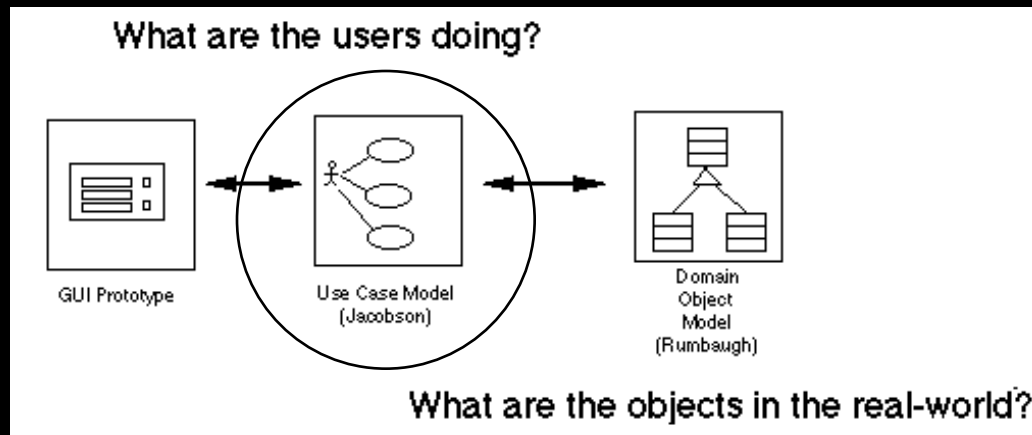 What are the users doing?
GUI Prototype
Use Case Model
(Jacobson)
Domain
Object
Model
(Rumbaugh)
What are the objects in the real-world?